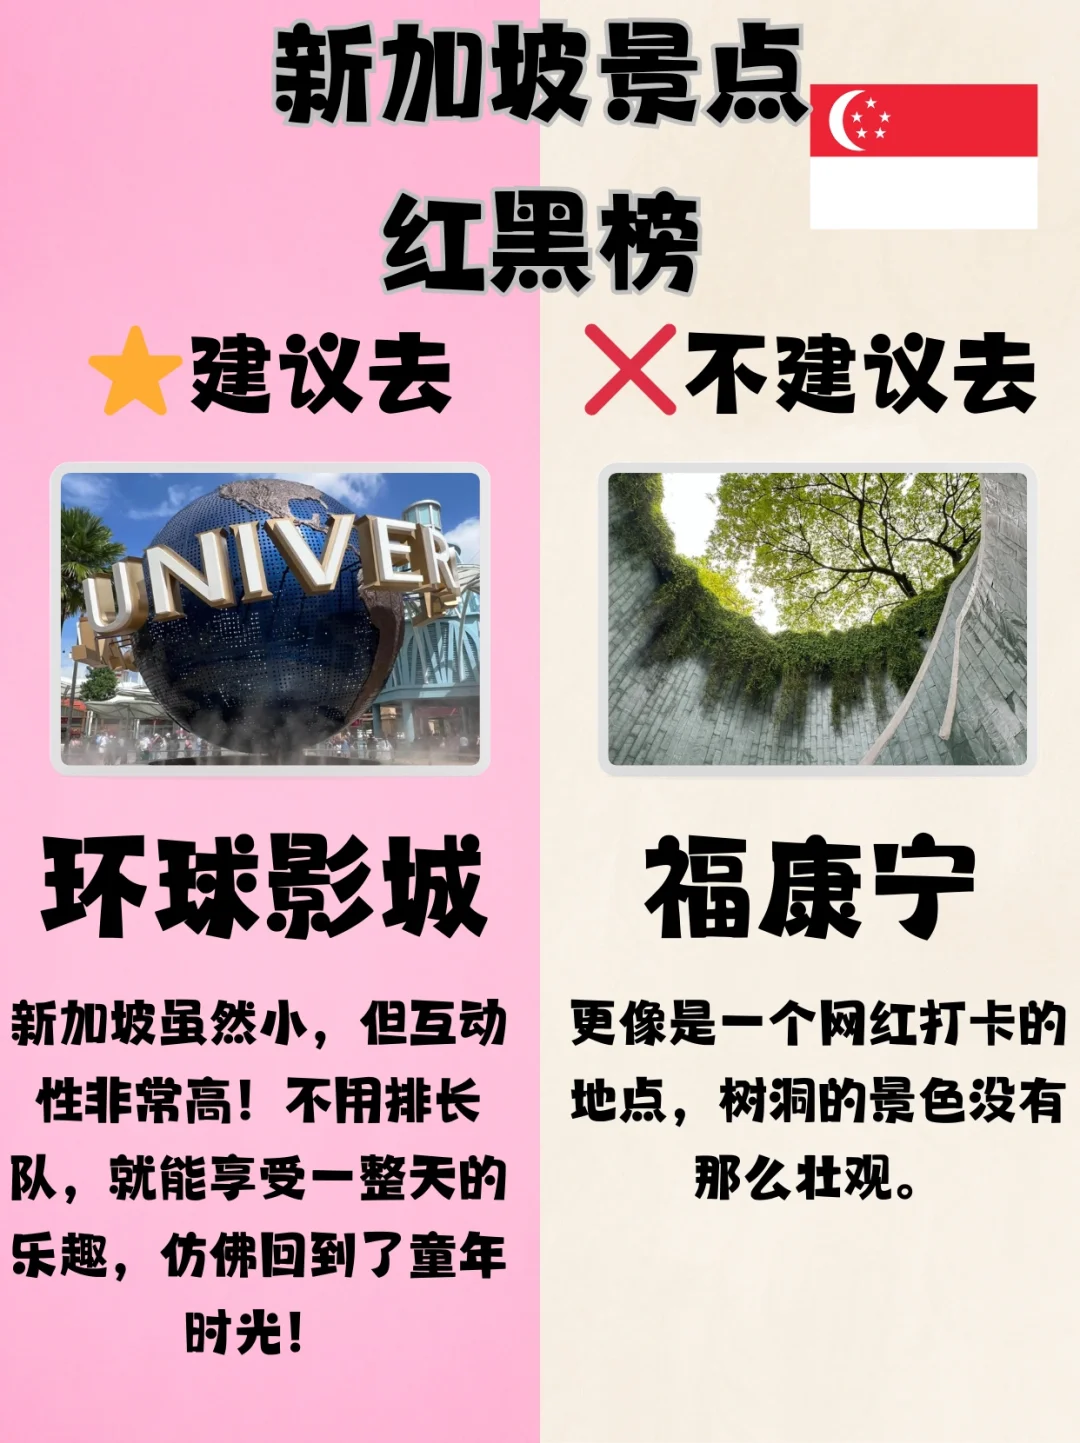 新加坡景点
红黑榜
建议去
不建议去
UNIVER
环球影城
福康宁
新加坡虽然小，但互动
性非常高！不用排长
队，就能享受一整天的
乐趣，仿佛回到了童年
时光！
更像是一个网红打卡的
地点，树洞的景色没有
那么壮观。